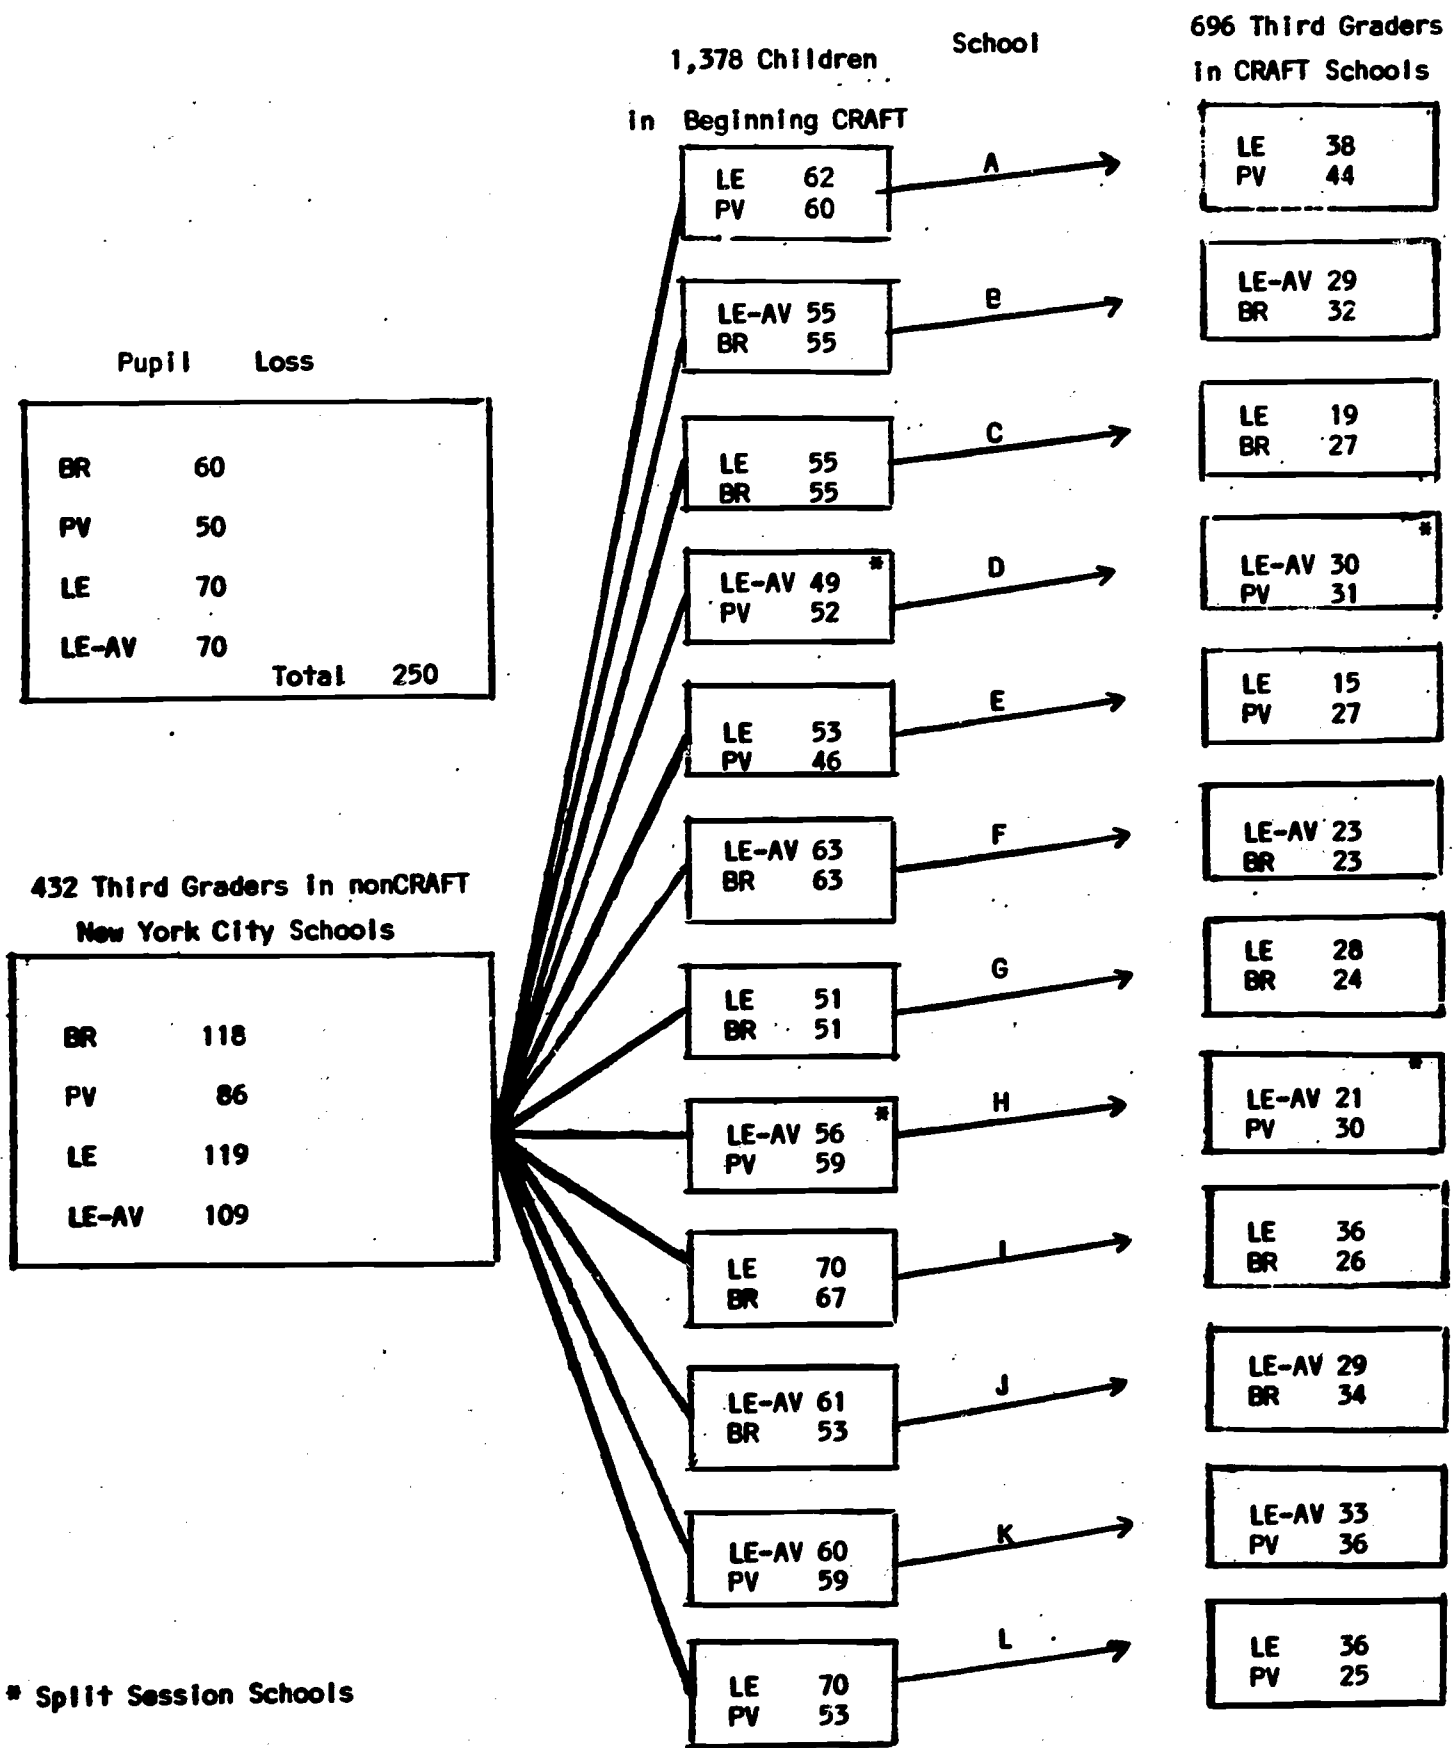 1,378 Children
in Beginning CRAFT
School
696 Third Graders
in CRAFT Schools
LE 62
PV 60
A
LE 38
PV 44
LE-AV 55
BR 55
B
LE-AV 29
BR 32
LE 55
BR 55
C
LE 19
BR 27
LE-AV 49 *
PV 52
D
LE-AV 30 *
PV 31
LE 53
PV 46
E
LE 15
PV 27
LE-AV 63
BR 63
F
LE-AV 23
BR 23
LE 51
BR 51
G
LE 28
BR 24
LE-AV 56 *
PV 59
H
LE-AV 21 *
PV 30
LE 70
BR 67
I
LE 36
BR 26
LE-AV 61
BR 53
J
LE-AV 29
BR 34
LE-AV 60
PV 59
K
LE-AV 33
PV 36
LE 70
PV 53
L
LE 36
PV 25
Pupil Loss
BR 60
PV 50
LE 70
LE-AV 70
Total 250
432 Third Graders in nonCRAFT
New York City Schools
BR 118
PV 86
LE 119
LE-AV 109
* Split Session Schools